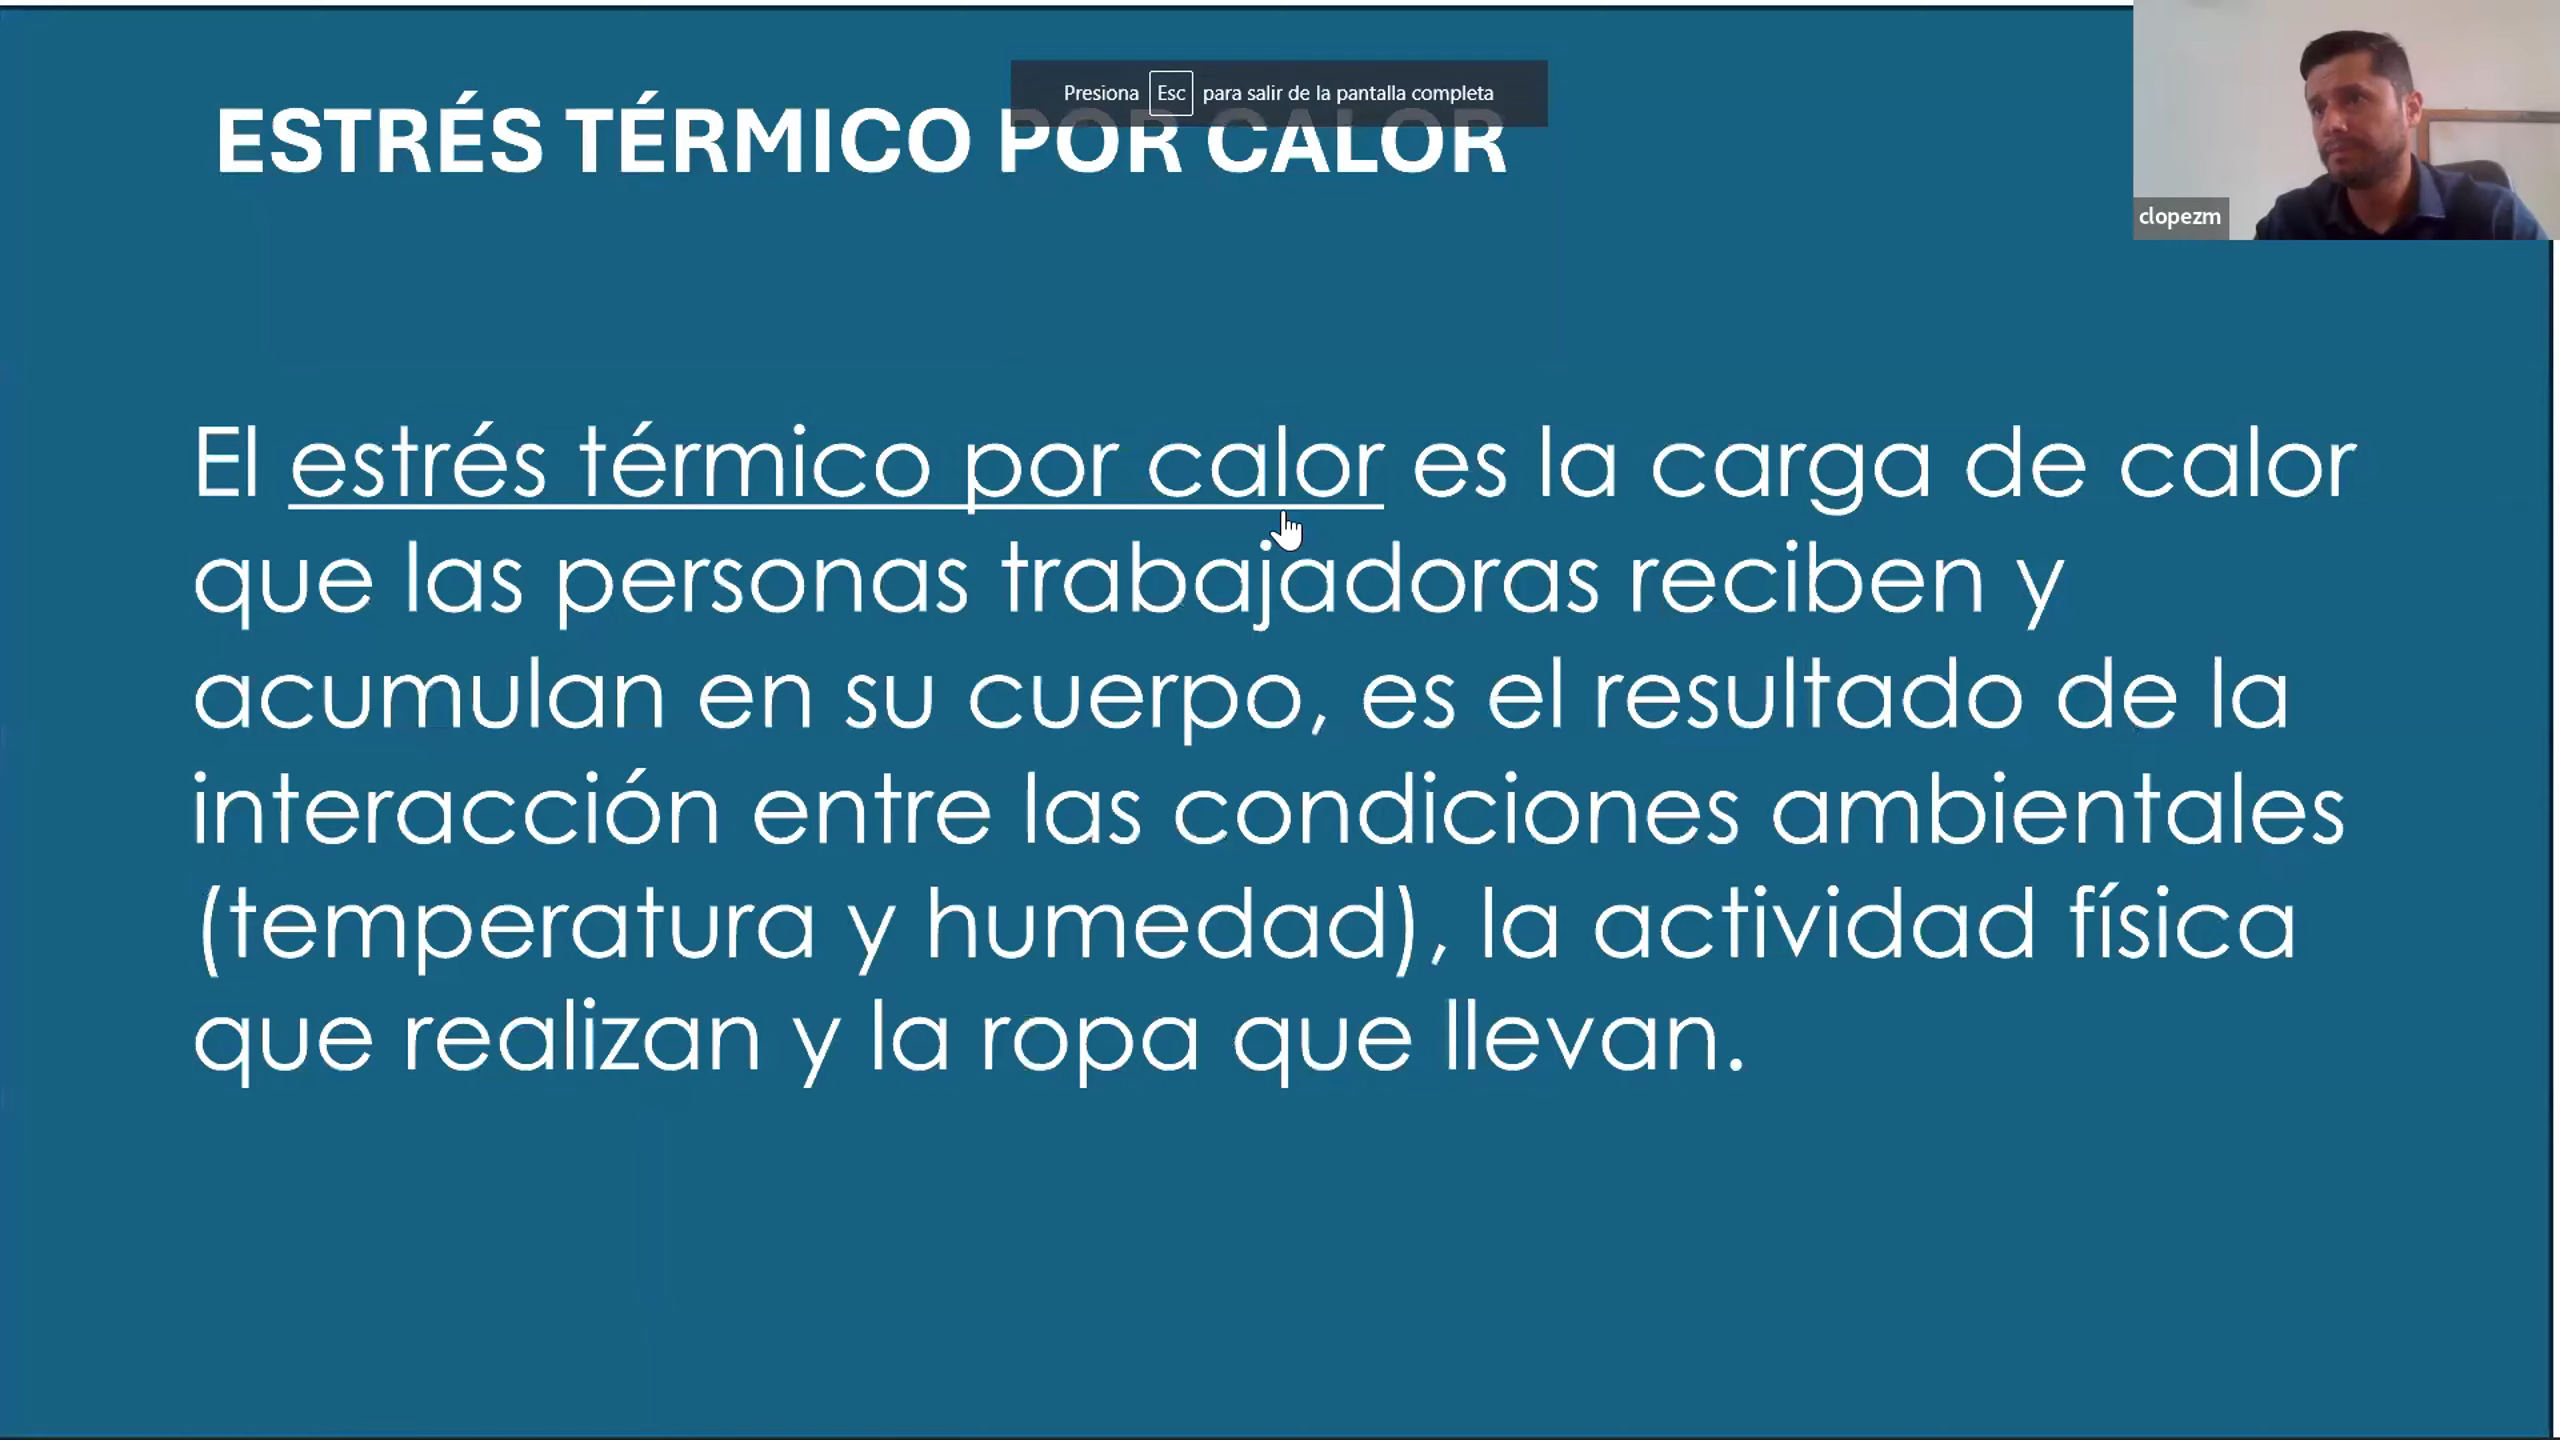 Presiona Esc para salir de la pantalla completa
ESTRÉS TÉRMICO POR CALOR
clopezm
El estrés térmico por calor es la carga de calor
que las personas trabajadoras reciben y
acumulan en su cuerpo, es el resultado de la
interacción entre las condiciones ambientales
(temperatura y humedad), la actividad física
que realizan y la ropa que llevan.